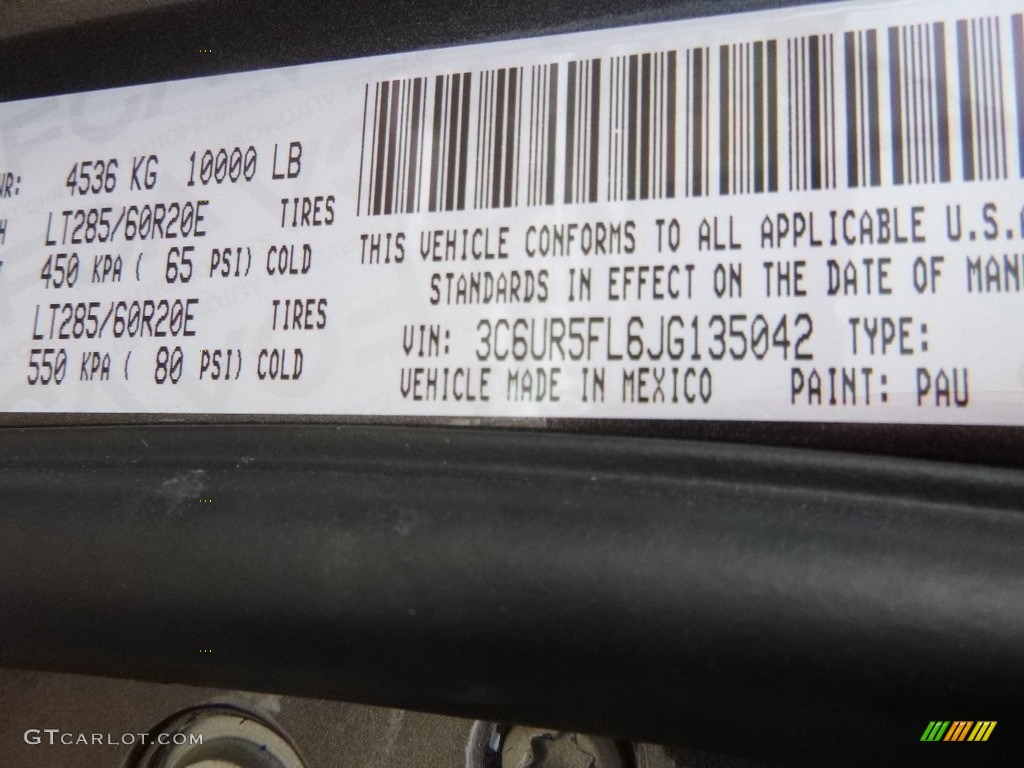 WR: 4536 KG 10000 LB
LT285/60R20E TIRES
450 KPA ( 65 PSI) COLD
LT285/60R20E TIRES
550 KPA ( 80 PSI) COLD
THIS VEHICLE CONFORMS TO ALL APPLICABLE U.S.A
STANDARDS IN EFFECT ON THE DATE OF MAN
VIN: 3C6UR5FL6JG135042 TYPE:
VEHICLE MADE IN MEXICO PAINT: PAU
GTCARLOT.COM